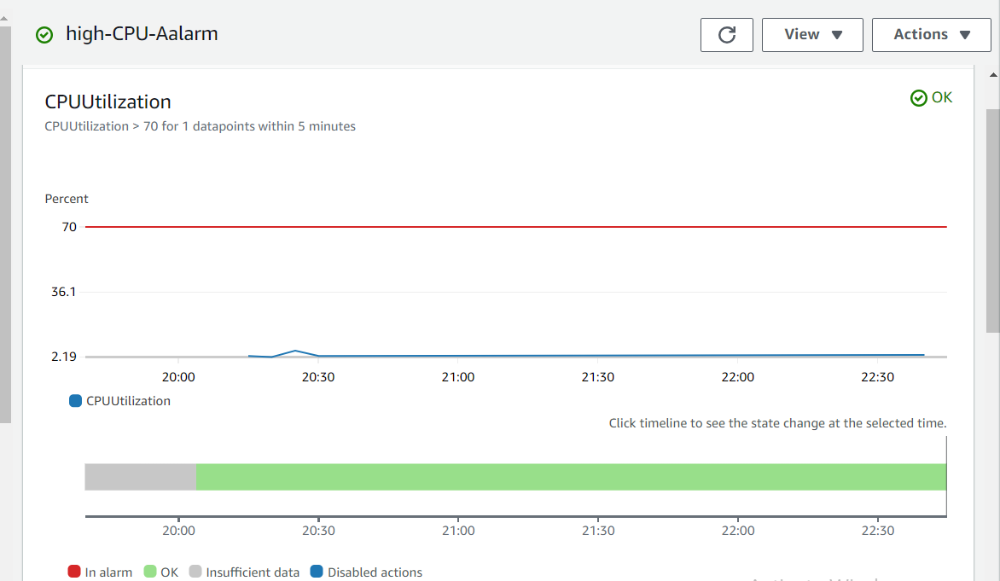 high-CPU-Aalarm
View
Actions
CPUUtilization
OK
CPUUtilization > 70 for 1 datapoints within 5 minutes
Percent
70
36.1
2.19
20:00 20:30 21:00 21:30 22:00 22:30
CPUUtilization
Click timeline to see the state change at the selected time.
20:00 20:30 21:00 21:30 22:00 22:30
In alarm OK Insufficient data Disabled actions